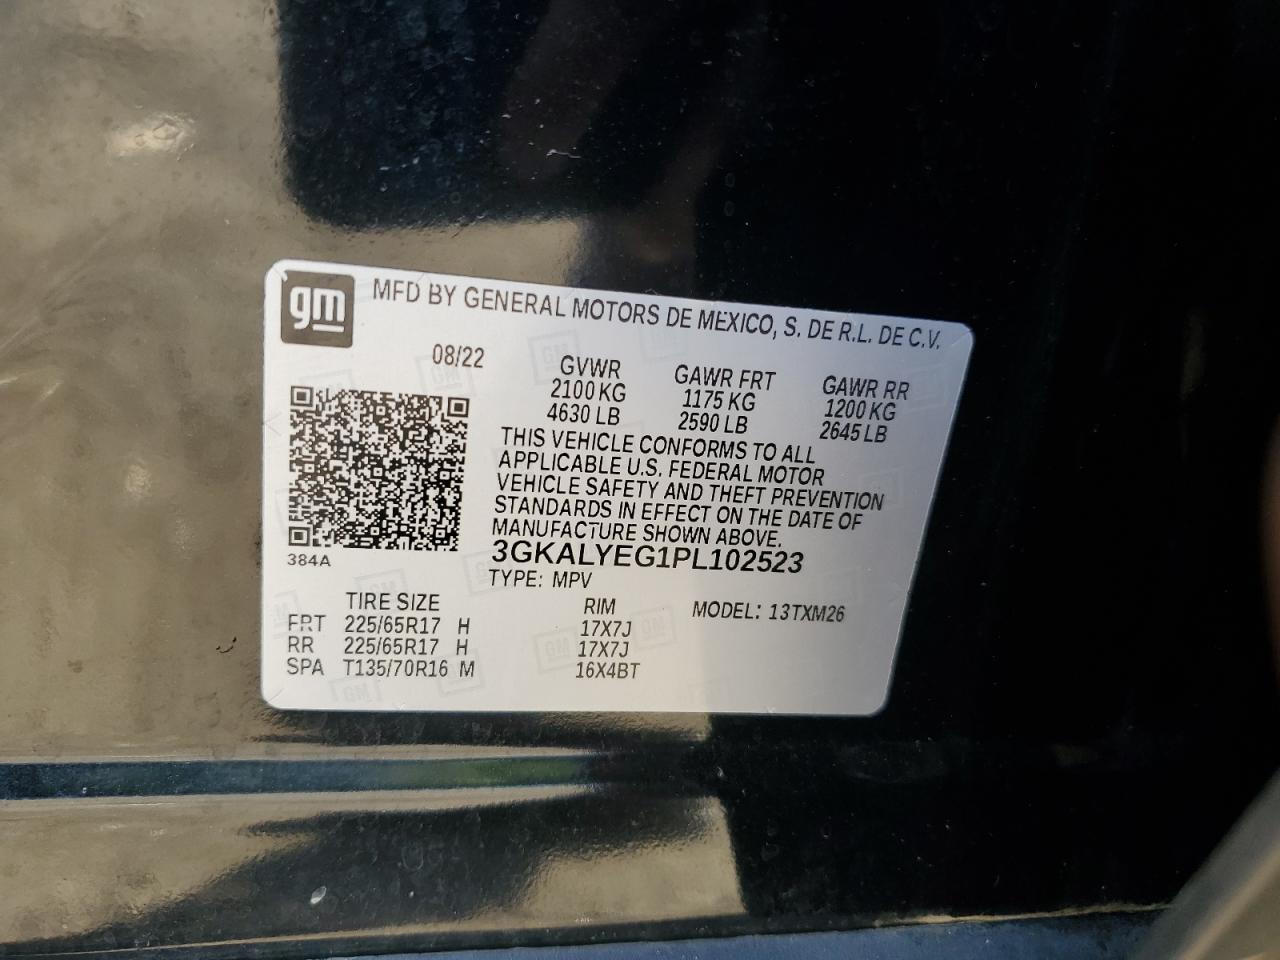 gm
MFD BY GENERAL MOTORS DE MEXICO, S. DE R.L. DE C.V.
08/22
GVWR GAWR FRT GAWR RR
2100 KG 1175 KG 1200 KG
4630 LB 2590 LB 2645 LB
THIS VEHICLE CONFORMS TO ALL
APPLICABLE U.S. FEDERAL MOTOR
VEHICLE SAFETY AND THEFT PREVENTION
STANDARDS IN EFFECT ON THE DATE OF
MANUFACTURE SHOWN ABOVE.
384A
3GKALYEG1PL102523
TYPE: MPV
TIRE SIZE RIM MODEL: 13TXM26
FRT 225/65R17 H 17X7J
RR 225/65R17 H 17X7J
SPA T135/70R16 M 16X4BT